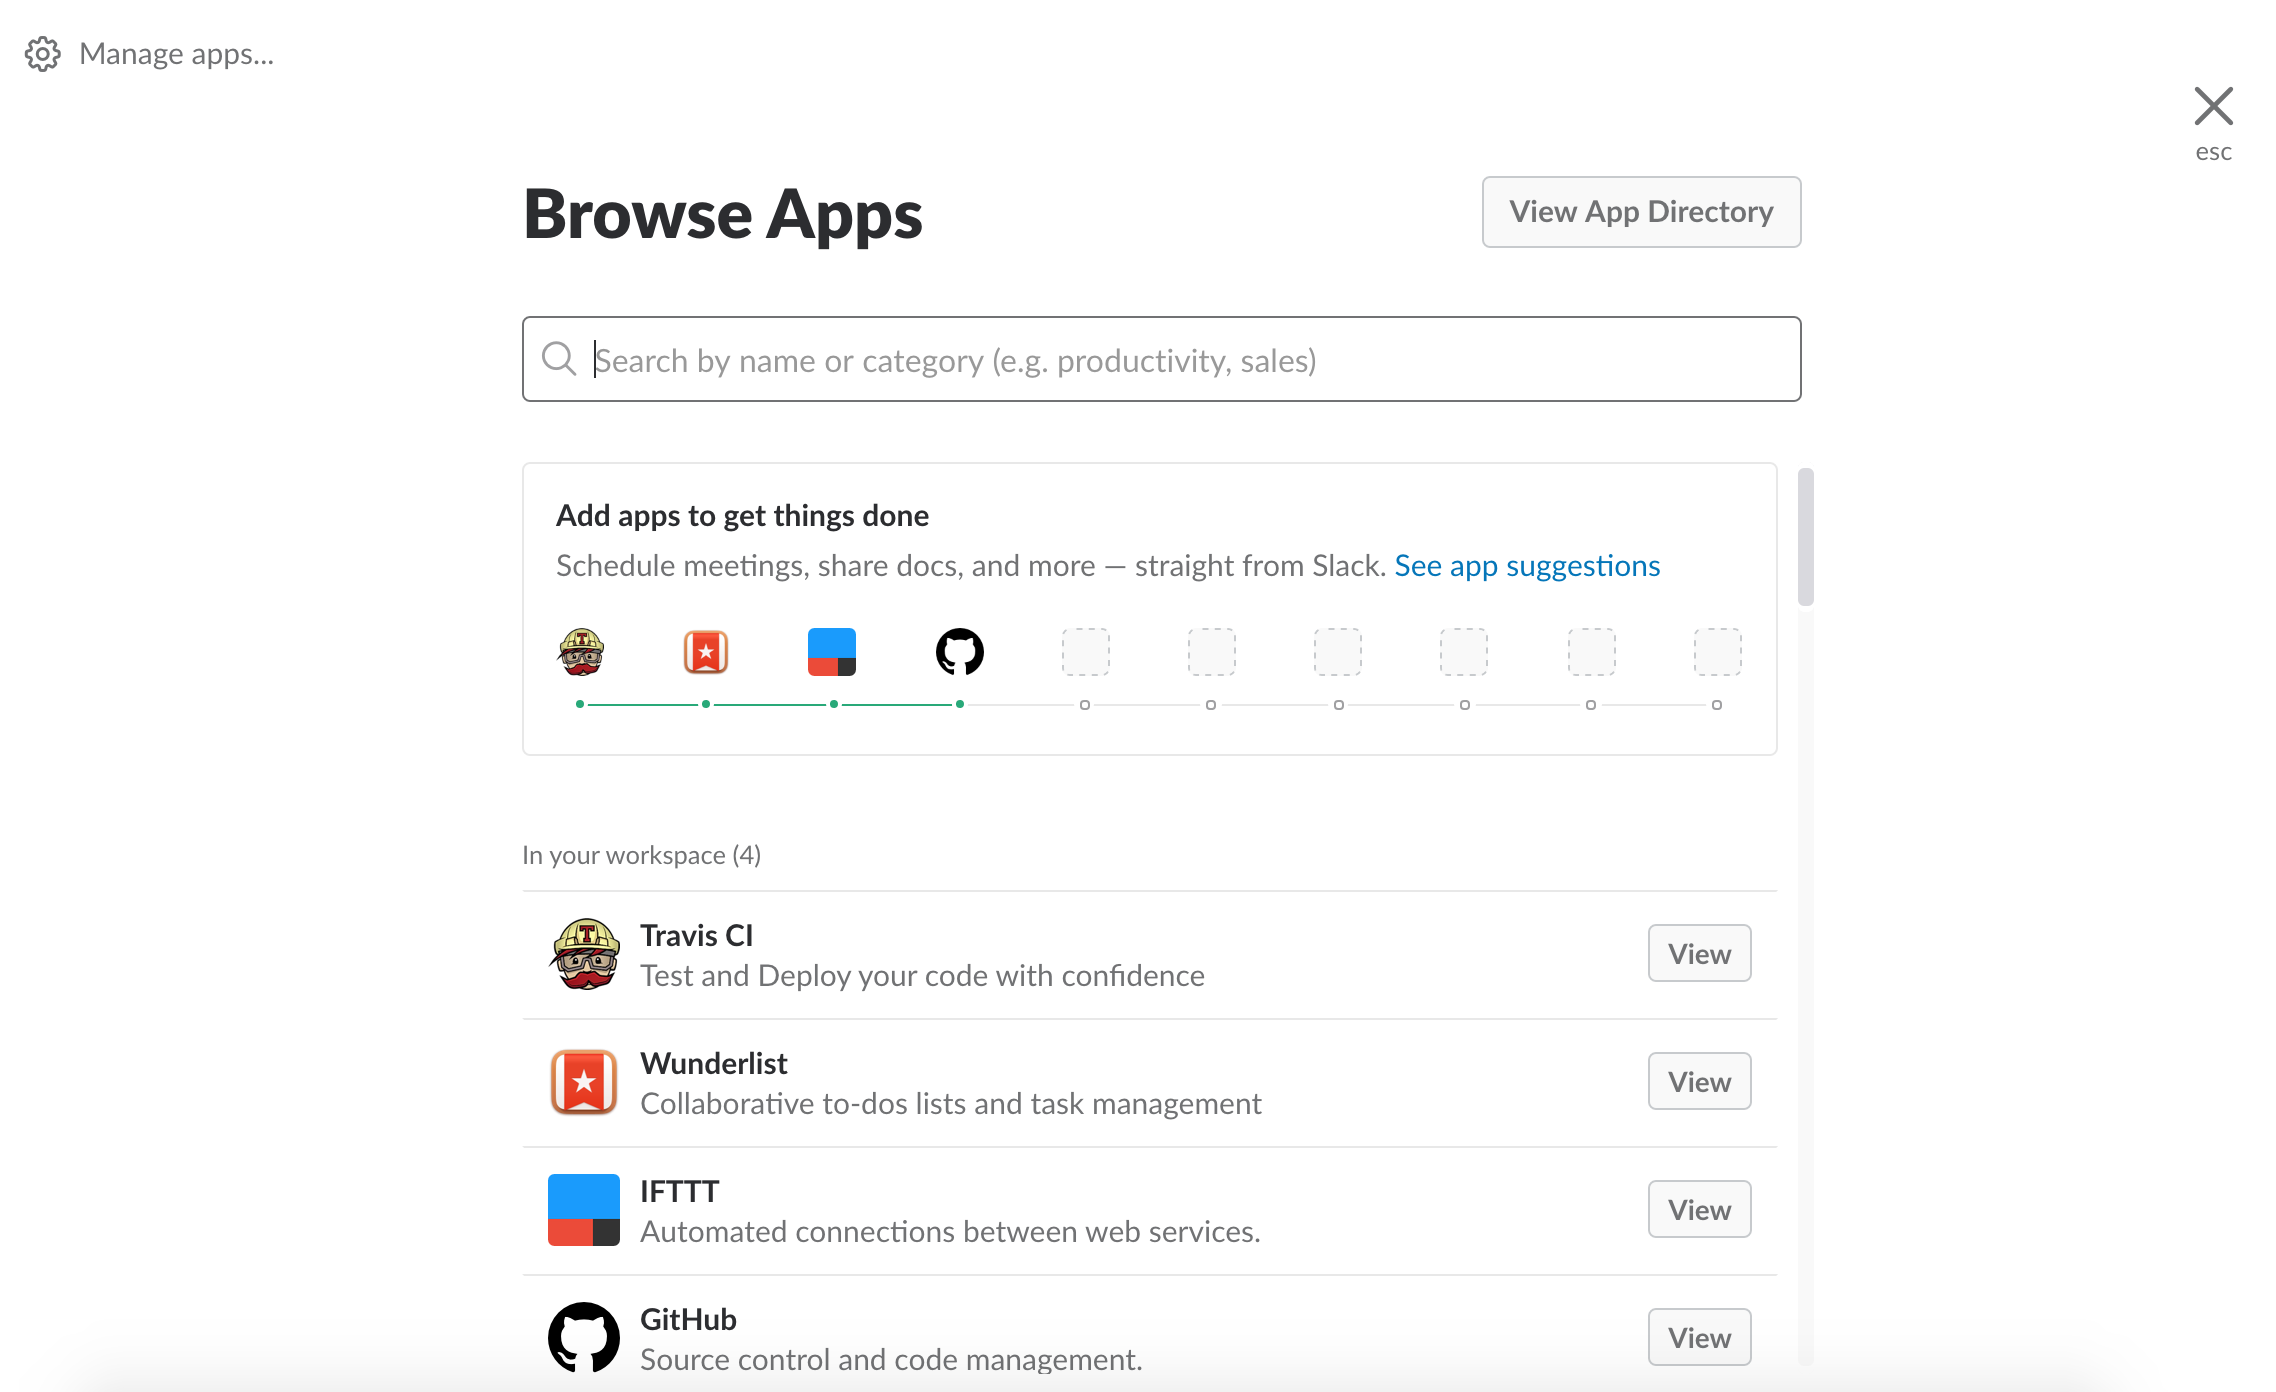 Manage apps...
esc
Browse Apps
View App Directory
Search by name or category (e.g. productivity, sales)
Add apps to get things done
Schedule meetings, share docs, and more — straight from Slack. See app suggestions
In your workspace (4)
Travis CI
Test and Deploy your code with confidence
View
Wunderlist
Collaborative to-dos lists and task management
View
IFTTT
Automated connections between web services.
View
GitHub
Source control and code management.
View